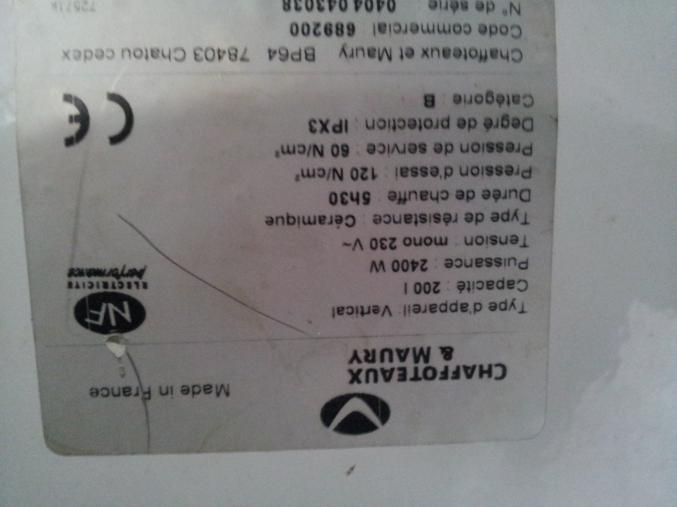 Made in France
CHAFFOTEAUX
& MAURY
Type d'appareil: Vertical
Capacité : 200 l
Puissance : 2400 W
Tension : mono 230 V~
Type de résistance : Céramique
Durée de chauffe : 5h30
Pression d'essai : 120 N/cm²
Pression de service : 60 N/cm²
Degré de protection : IPX3
Catégorie : B
NF
ELECTRICITE
performance
CE
Chaffoteaux et Maury BP64 78403 Chatou cedex
Code commercial : 689200
N° de série : 0404043038